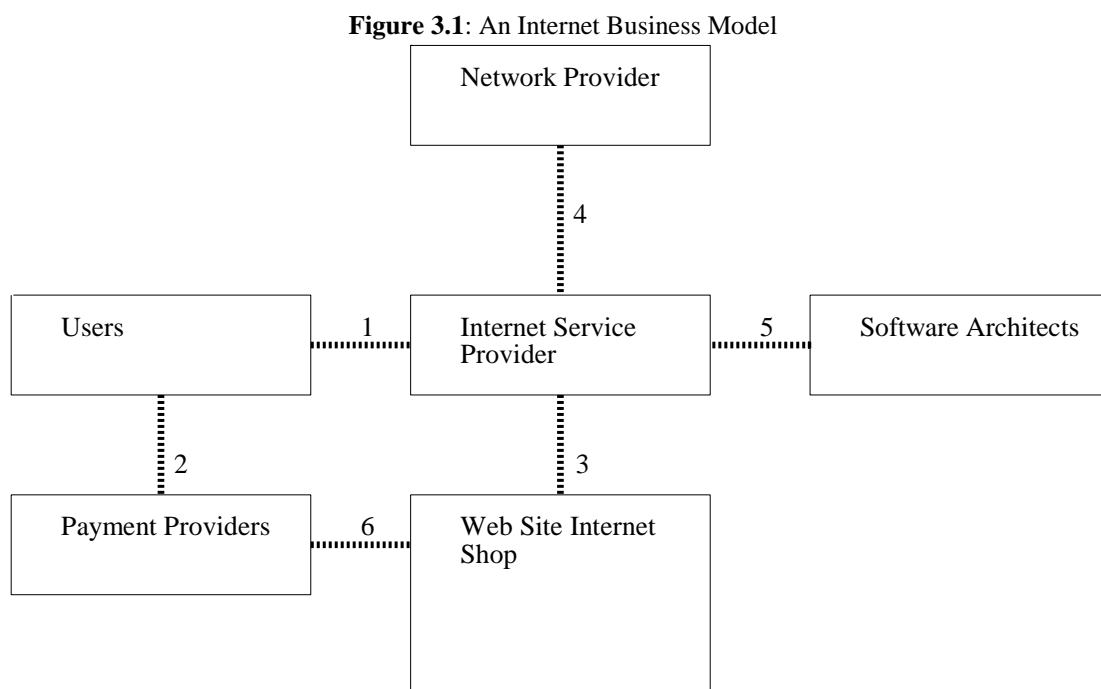 Figure 3.1: An Internet Business Model
Network Provider
4
Users
1
Internet Service
Provider
5
Software Architects
2
3
Payment Providers
6
Web Site Internet
Shop